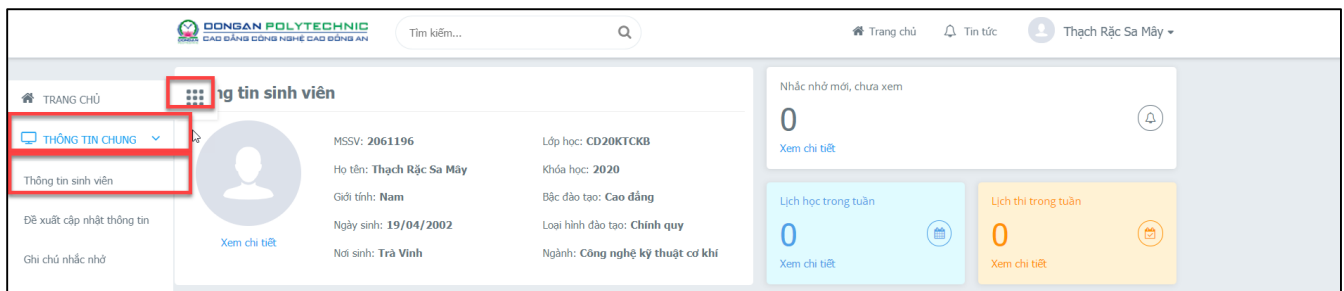 DONGAN POLYTECHNIC
CAO ĐẲNG CÔNG NGHỆ CAO ĐỒNG AN
Tìm kiếm...
Trang chủ
Tin tức
Thạch Rặc Sa Mây
TRANG CHỦ
THÔNG TIN CHUNG
Thông tin sinh viên
Đề xuất cập nhật thông tin
Ghi chú nhắc nhở
ng tin sinh viên
Xem chi tiết
MSSV: 2061196
Họ tên: Thạch Rặc Sa Mây
Giới tính: Nam
Ngày sinh: 19/04/2002
Nơi sinh: Trà Vinh
Lớp học: CD20KTCKB
Khóa học: 2020
Bậc đào tạo: Cao đẳng
Loại hình đào tạo: Chính quy
Ngành: Công nghệ kỹ thuật cơ khí
Nhắc nhở mới, chưa xem
0
Xem chi tiết
Lịch học trong tuần
0
Xem chi tiết
Lịch thi trong tuần
0
Xem chi tiết